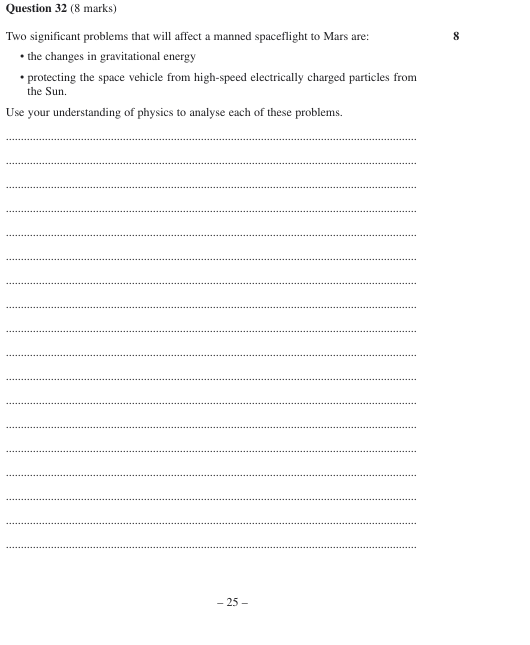 Question 32 (8 marks)
Two significant problems that will affect a manned spaceflight to Mars are: 8
• the changes in gravitational energy
• protecting the space vehicle from high-speed electrically charged particles from
the Sun.
Use your understanding of physics to analyse each of these problems.
– 25 –